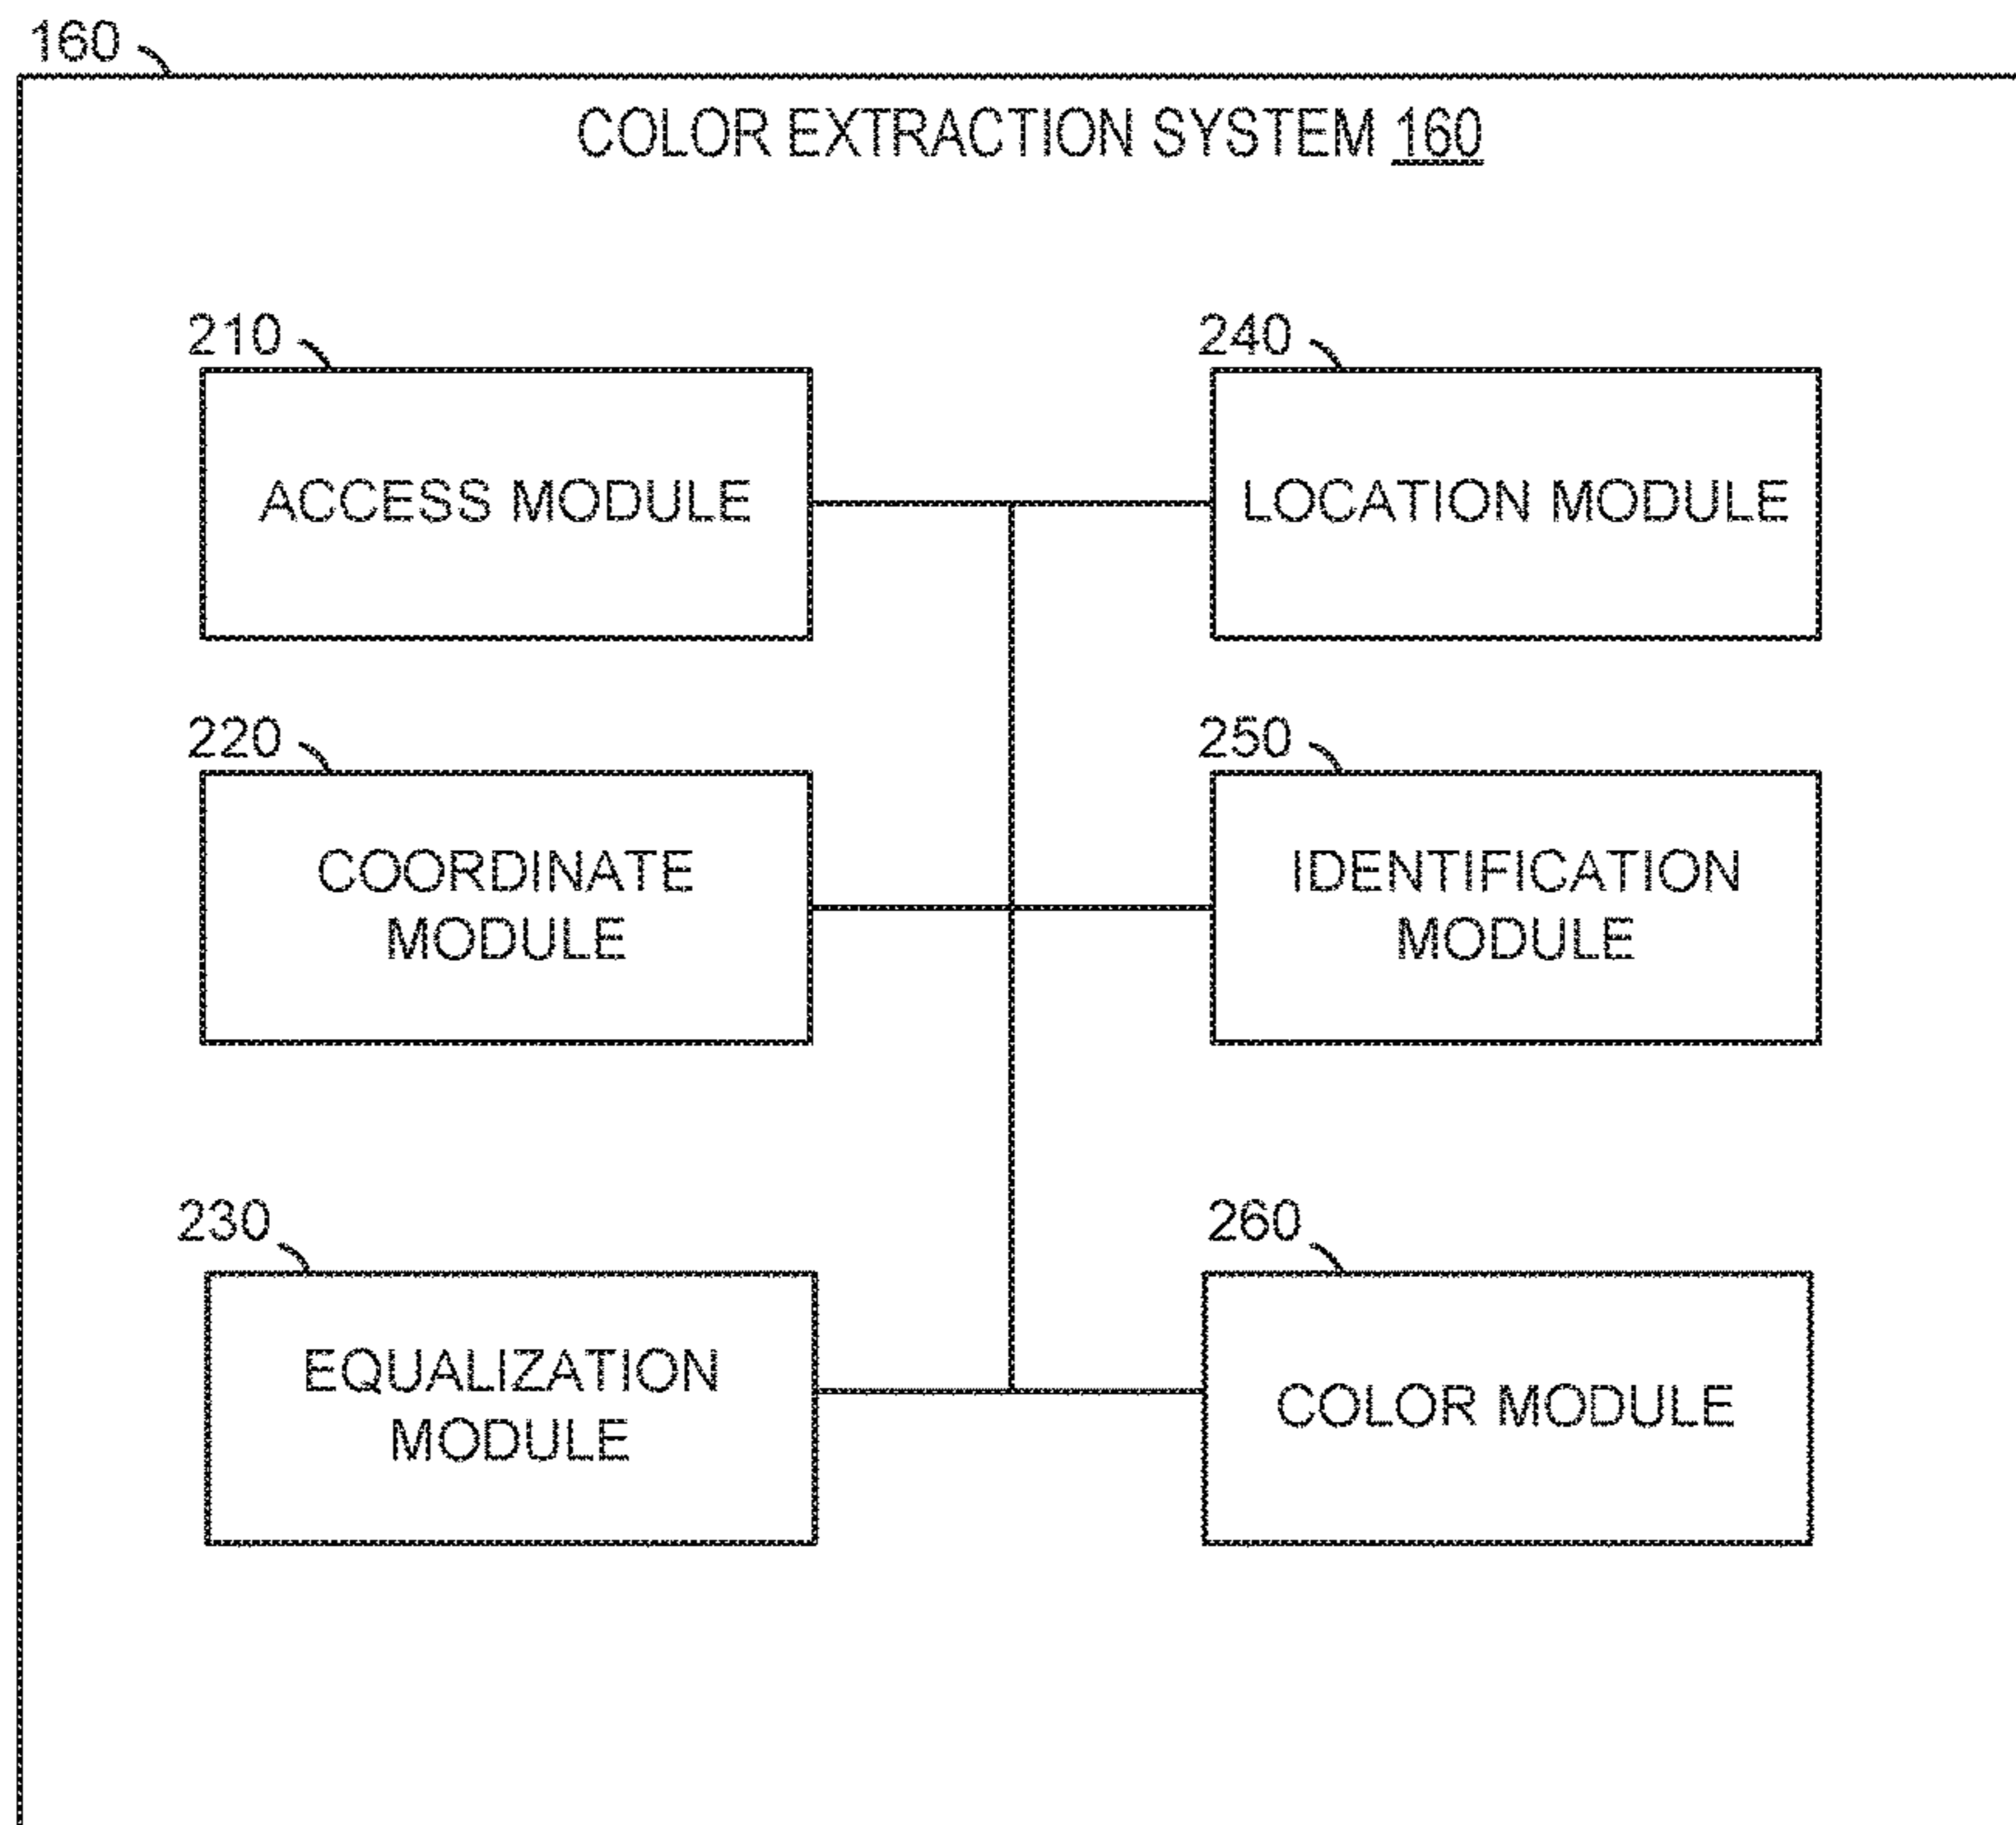 160
COLOR EXTRACTION SYSTEM 160
210
ACCESS MODULE
240
LOCATION MODULE
220
COORDINATE
MODULE
250
IDENTIFICATION
MODULE
230
EQUALIZATION
MODULE
260
COLOR MODULE